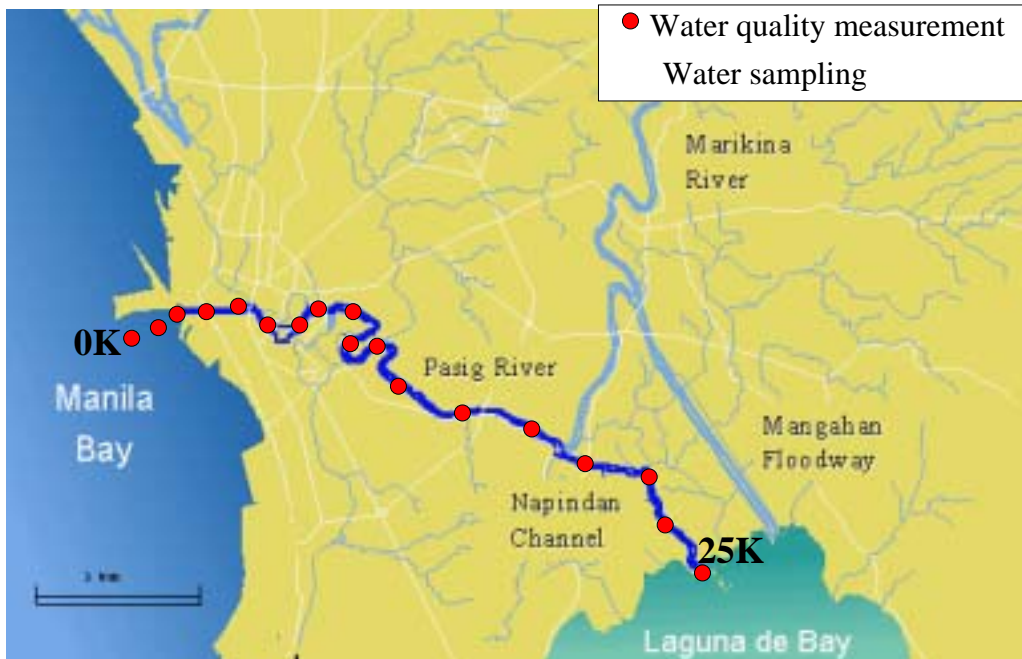 Water quality measurement
Water sampling
Marikina
River
0K
Manila
Bay
Pasig River
Mangahan
Floodway
Napindan
Channel
25K
Laguna de Bay